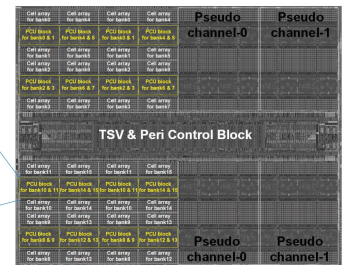 Cell array Cell array Cell array Cell array
for bank0 for bank4 for bank0 for bank4
PCU block PCU block PCU block PCU block
for bank0 & 1 for bank4 & 5 for bank0 & 1 for bank4 & 5
Cell array Cell array Cell array Cell array
for bank1 for bank5 for bank1 for bank5
Cell array Cell array Cell array Cell array
for bank2 for bank6 for bank2 for bank6
PCU block PCU block PCU block PCU block
for bank2 & 3 for bank6 & 7 for bank2 & 3 for bank6 & 7
Cell array Cell array Cell array Cell array
for bank3 for bank7 for bank3 for bank7
Pseudo
channel-0
Pseudo
channel-1
TSV & Peri Control Block
Cell array Cell array Cell array Cell array
for bank11 for bank15 for bank11 for bank15
PCU block PCU block PCU block PCU block
for bank10 & 11 for bank14 & 15 for bank10 & 11 for bank14 & 15
Cell array Cell array Cell array Cell array
for bank10 for bank14 for bank10 for bank14
Cell array Cell array Cell array Cell array
for bank9 for bank13 for bank9 for bank13
PCU block PCU block PCU block PCU block
for bank8 & 9 for bank12 & 13 for bank8 & 9 for bank12 & 13
Cell array Cell array Cell array Cell array
for bank8 for bank12 for bank8 for bank12
Pseudo
channel-0
Pseudo
channel-1